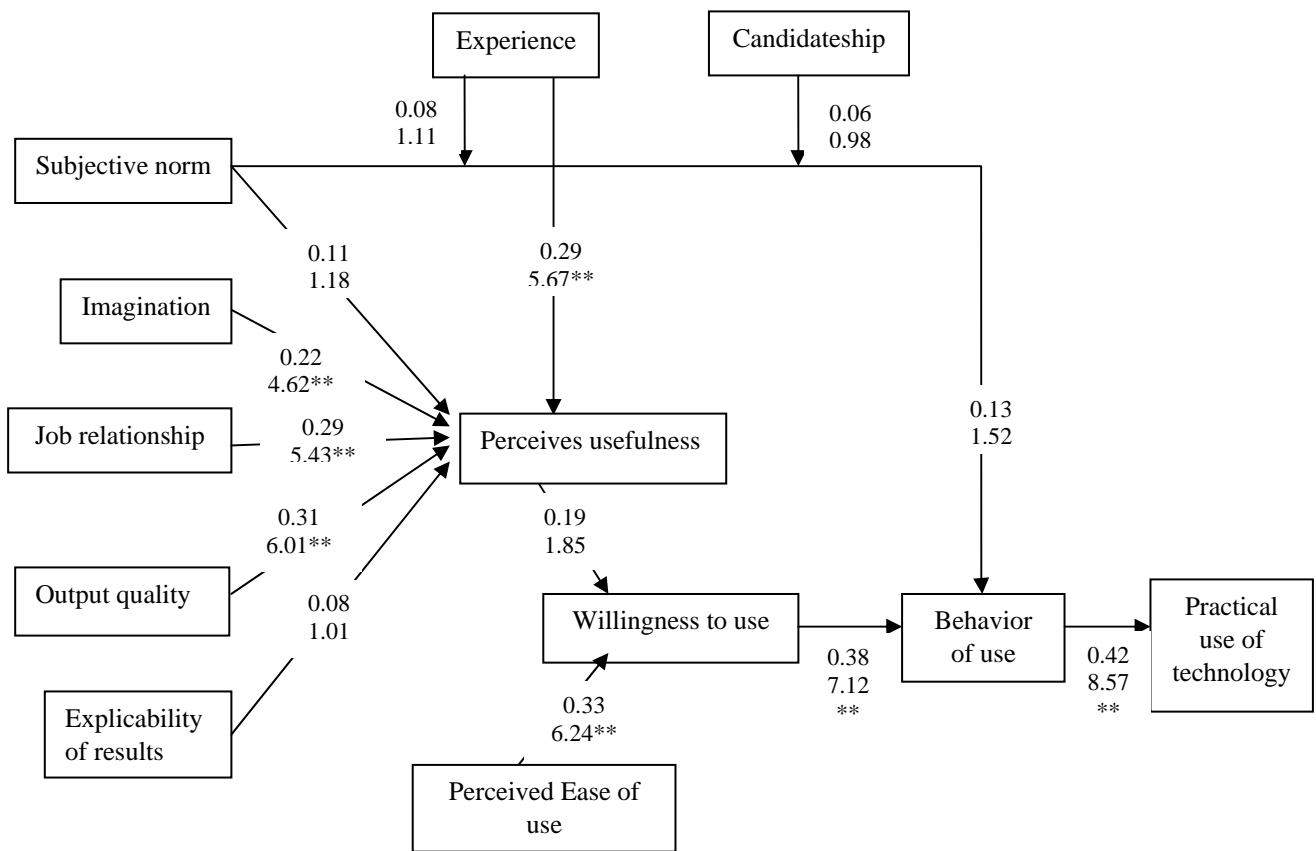 Experience
Candidateship
0.08
1.11
0.06
0.98
Subjective norm
0.11
1.18
0.29
5.67**
Imagination
0.22
4.62**
Job relationship
0.29
5.43**
Perceives usefulness
0.13
1.52
0.31
6.01**
0.19
1.85
Output quality
0.08
1.01
Willingness to use
Behavior
of use
Practical
use of
technology
0.38
7.12
**
0.42
8.57
**
0.33
6.24**
Explicability
of results
Perceived Ease of
use